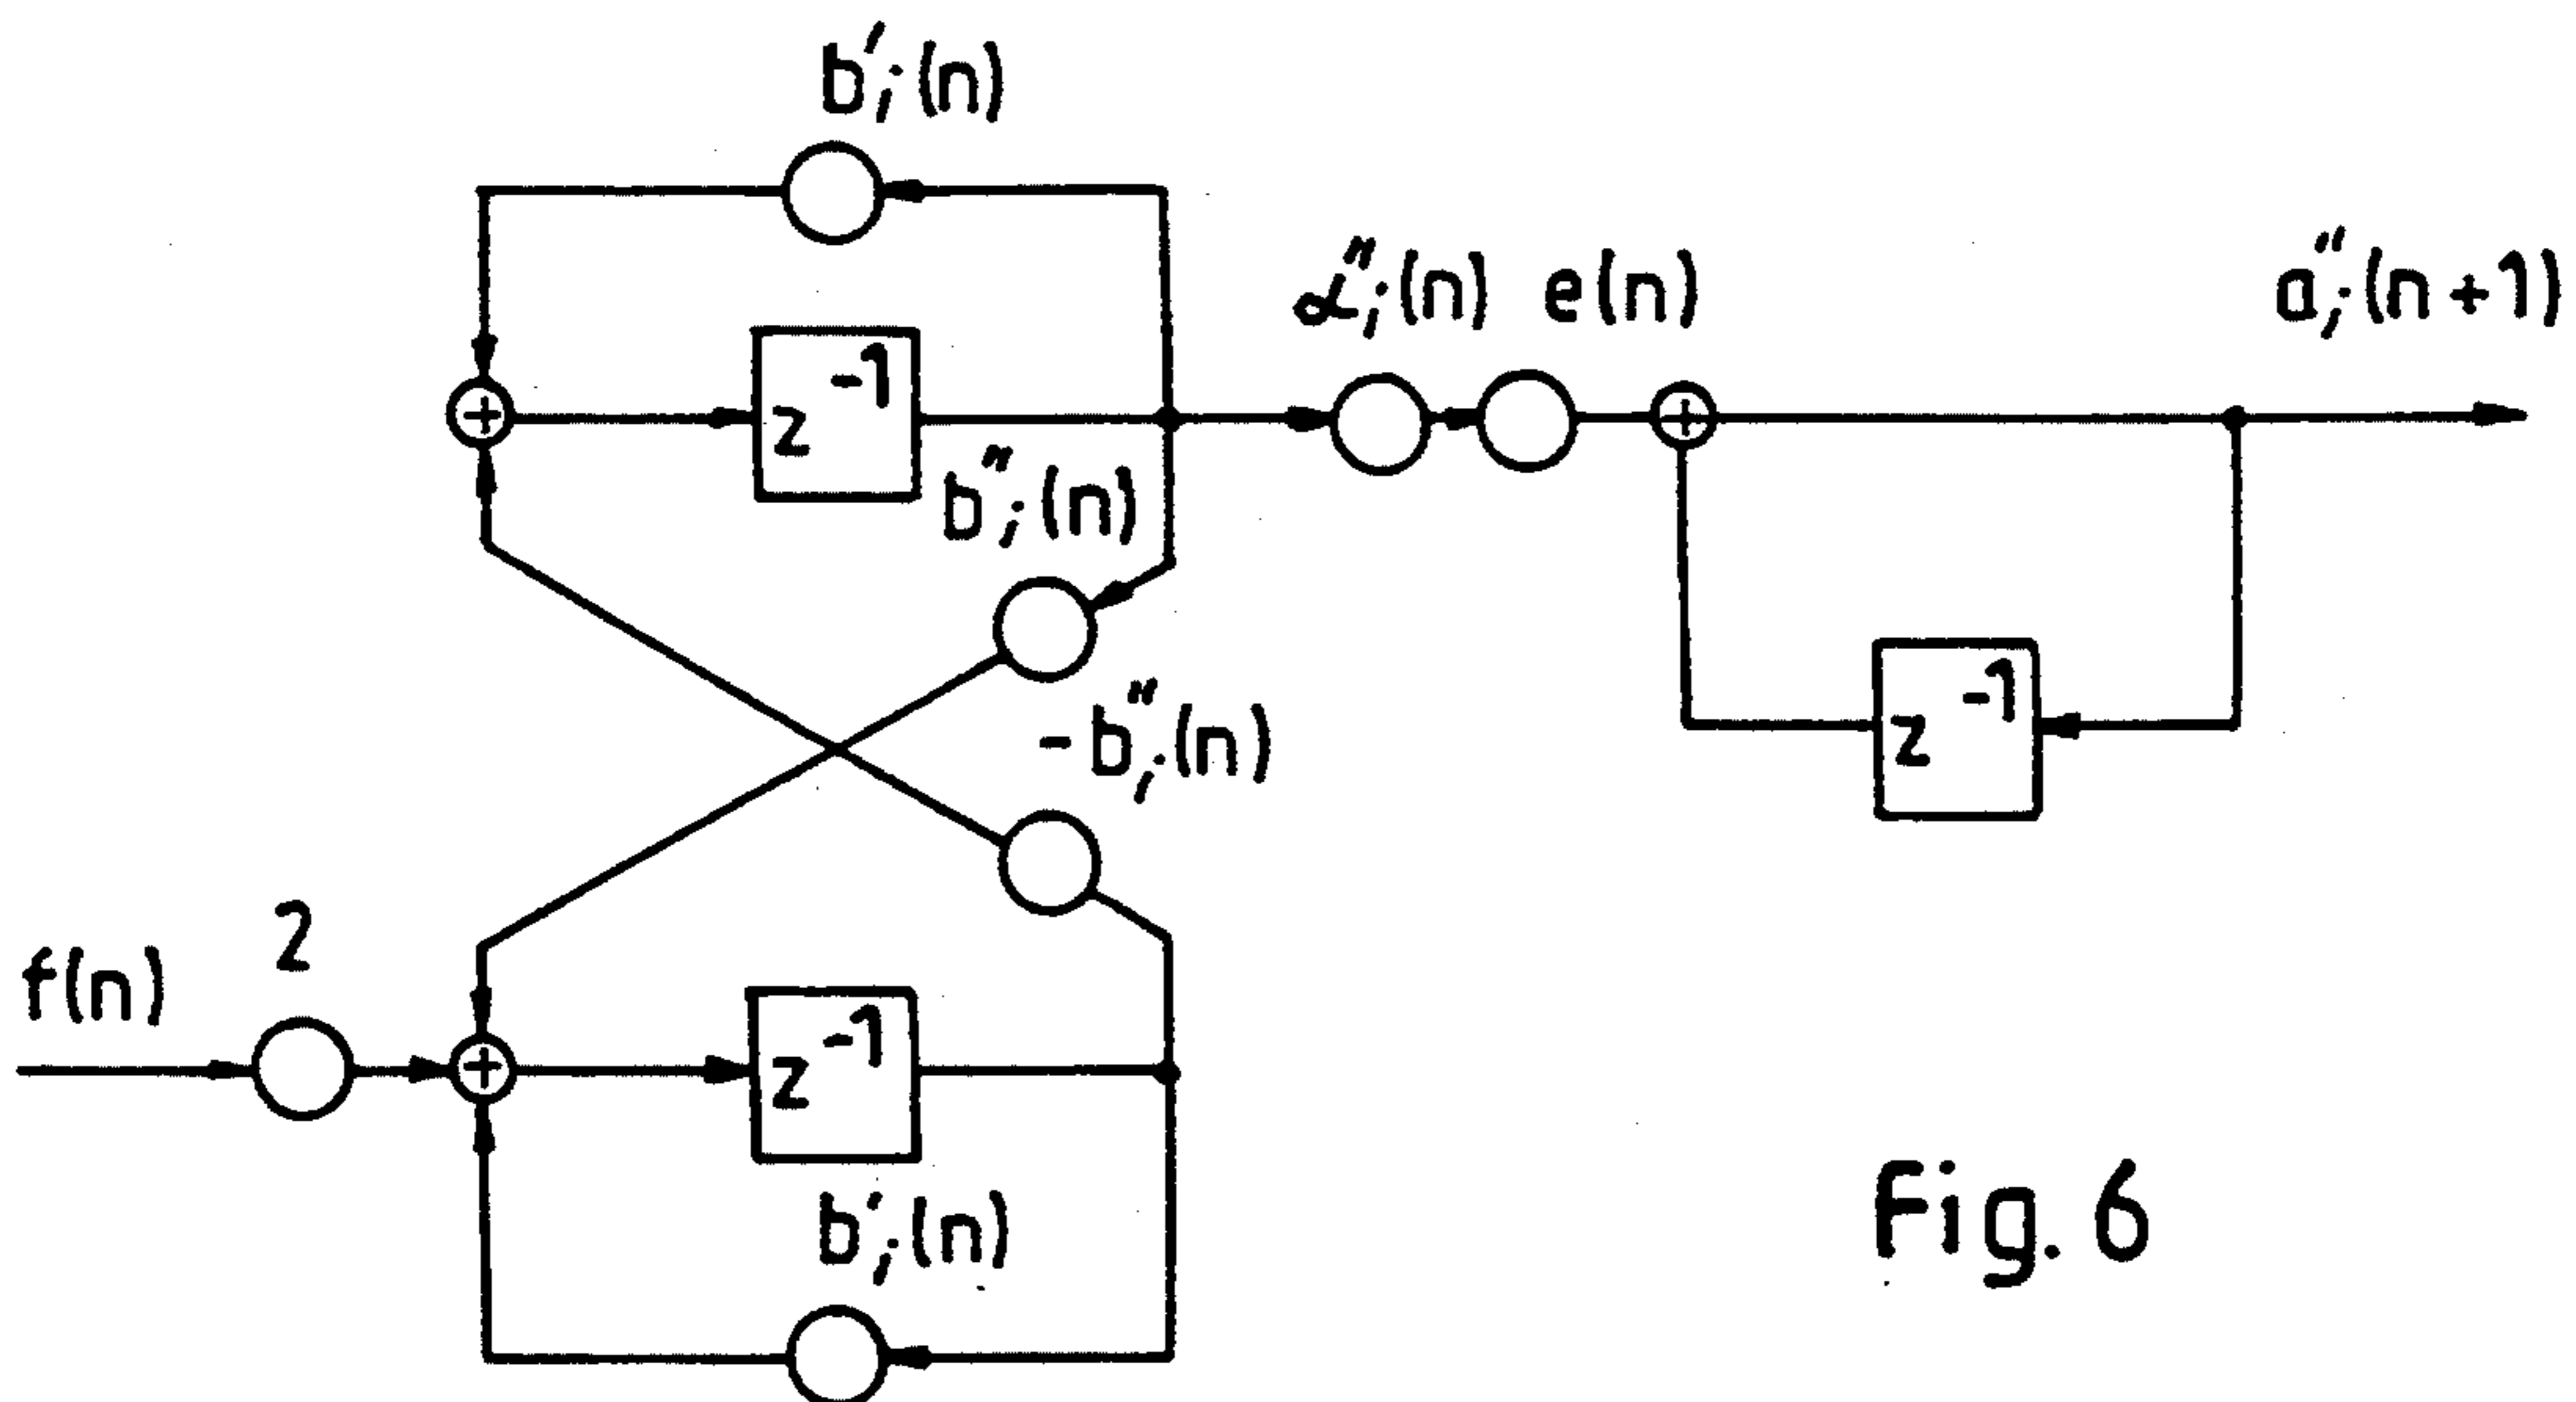 b′ᵢ(n)
z⁻¹
b″ᵢ(n)
α″ᵢ(n) e(n)
a″ᵢ(n+1)
-b″ᵢ(n)
z⁻¹
f(n) 2
z⁻¹
b′ᵢ(n)
Fig. 6